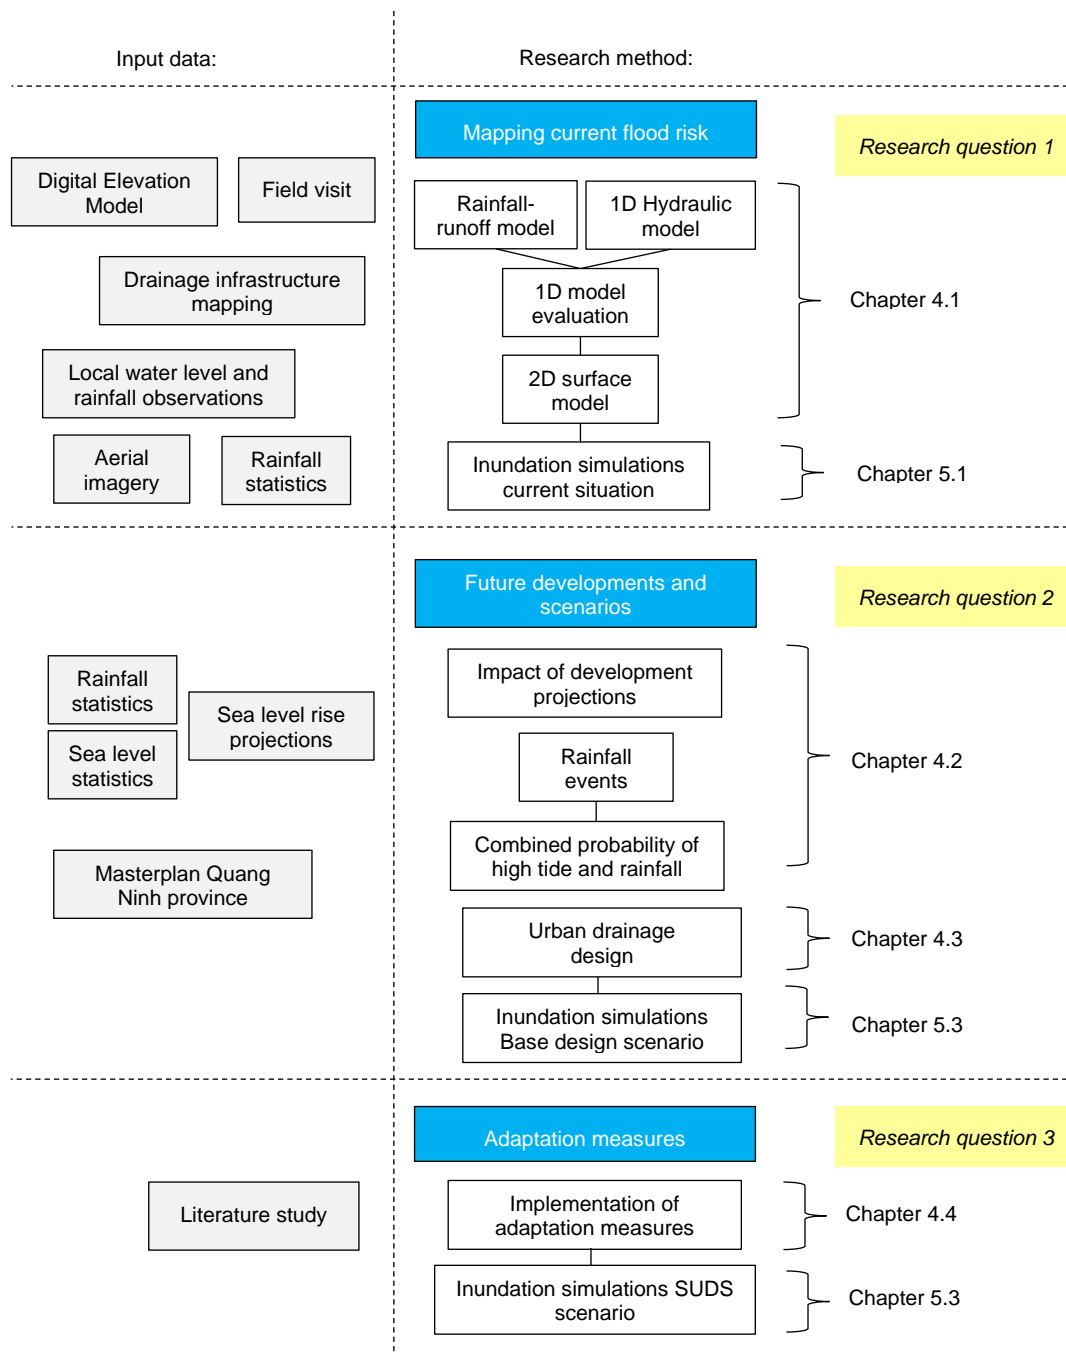 Input data:
Research method:
Mapping current flood risk
Research question 1
Digital Elevation
Model
Field visit
Rainfall-
runoff model
1D Hydraulic
model
Drainage infrastructure
mapping
1D model
evaluation
Chapter 4.1
Local water level and
rainfall observations
2D surface
model
Aerial
imagery
Rainfall
statistics
Inundation simulations
current situation
Chapter 5.1
Future developments and
scenarios
Research question 2
Rainfall
statistics
Sea level rise
projections
Sea level
statistics
Impact of development
projections
Rainfall
events
Chapter 4.2
Combined probability of
high tide and rainfall
Masterplan Quang
Ninh province
Urban drainage
design
Chapter 4.3
Inundation simulations
Base design scenario
Chapter 5.3
Adaptation measures
Research question 3
Literature study
Implementation of
adaptation measures
Chapter 4.4
Inundation simulations SUDS
scenario
Chapter 5.3